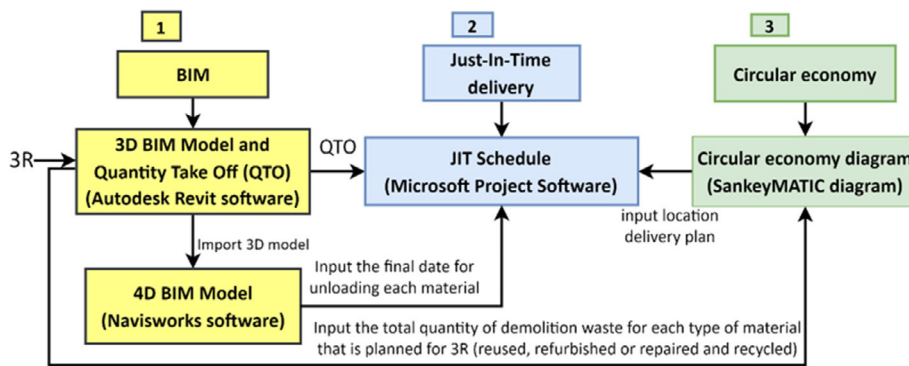 1
2
3
BIM
Just-In-Time
delivery
Circular economy
3R
3D BIM Model and
Quantity Take Off (QTO)
(Autodesk Revit software)
QTO
JIT Schedule
(Microsoft Project Software)
Circular economy diagram
(SankeyMATIC diagram)
input location
delivery plan
Import 3D model
4D BIM Model
(Navisworks software)
Input the final date for
unloading each material
Input the total quantity of demolition waste for each type of material
that is planned for 3R (reused, refurbished or repaired and recycled)